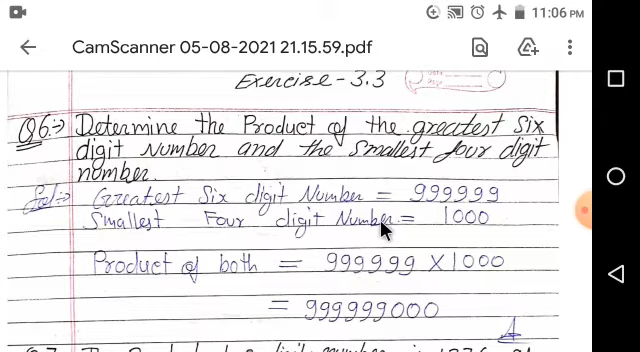 11:06 PM
CamScanner 05-08-2021 21.15.59.pdf
Exercise-3.3
Q6:-> Determine the Product of the greatest Six
digit Number and the Smallest four digit
number.
Sol:-> Greatest Six digit Number = 999999
Smallest Four digit Number = 1000
Product of both = 999999 X 1000
= 999999000